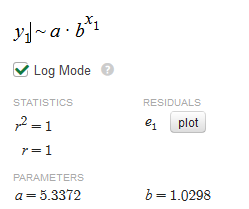 y₁~a · b^x₁
Log Mode ?
STATISTICS RESIDUALS
r² = 1 e₁ plot
r = 1
PARAMETERS
a = 5.3372 b = 1.0298